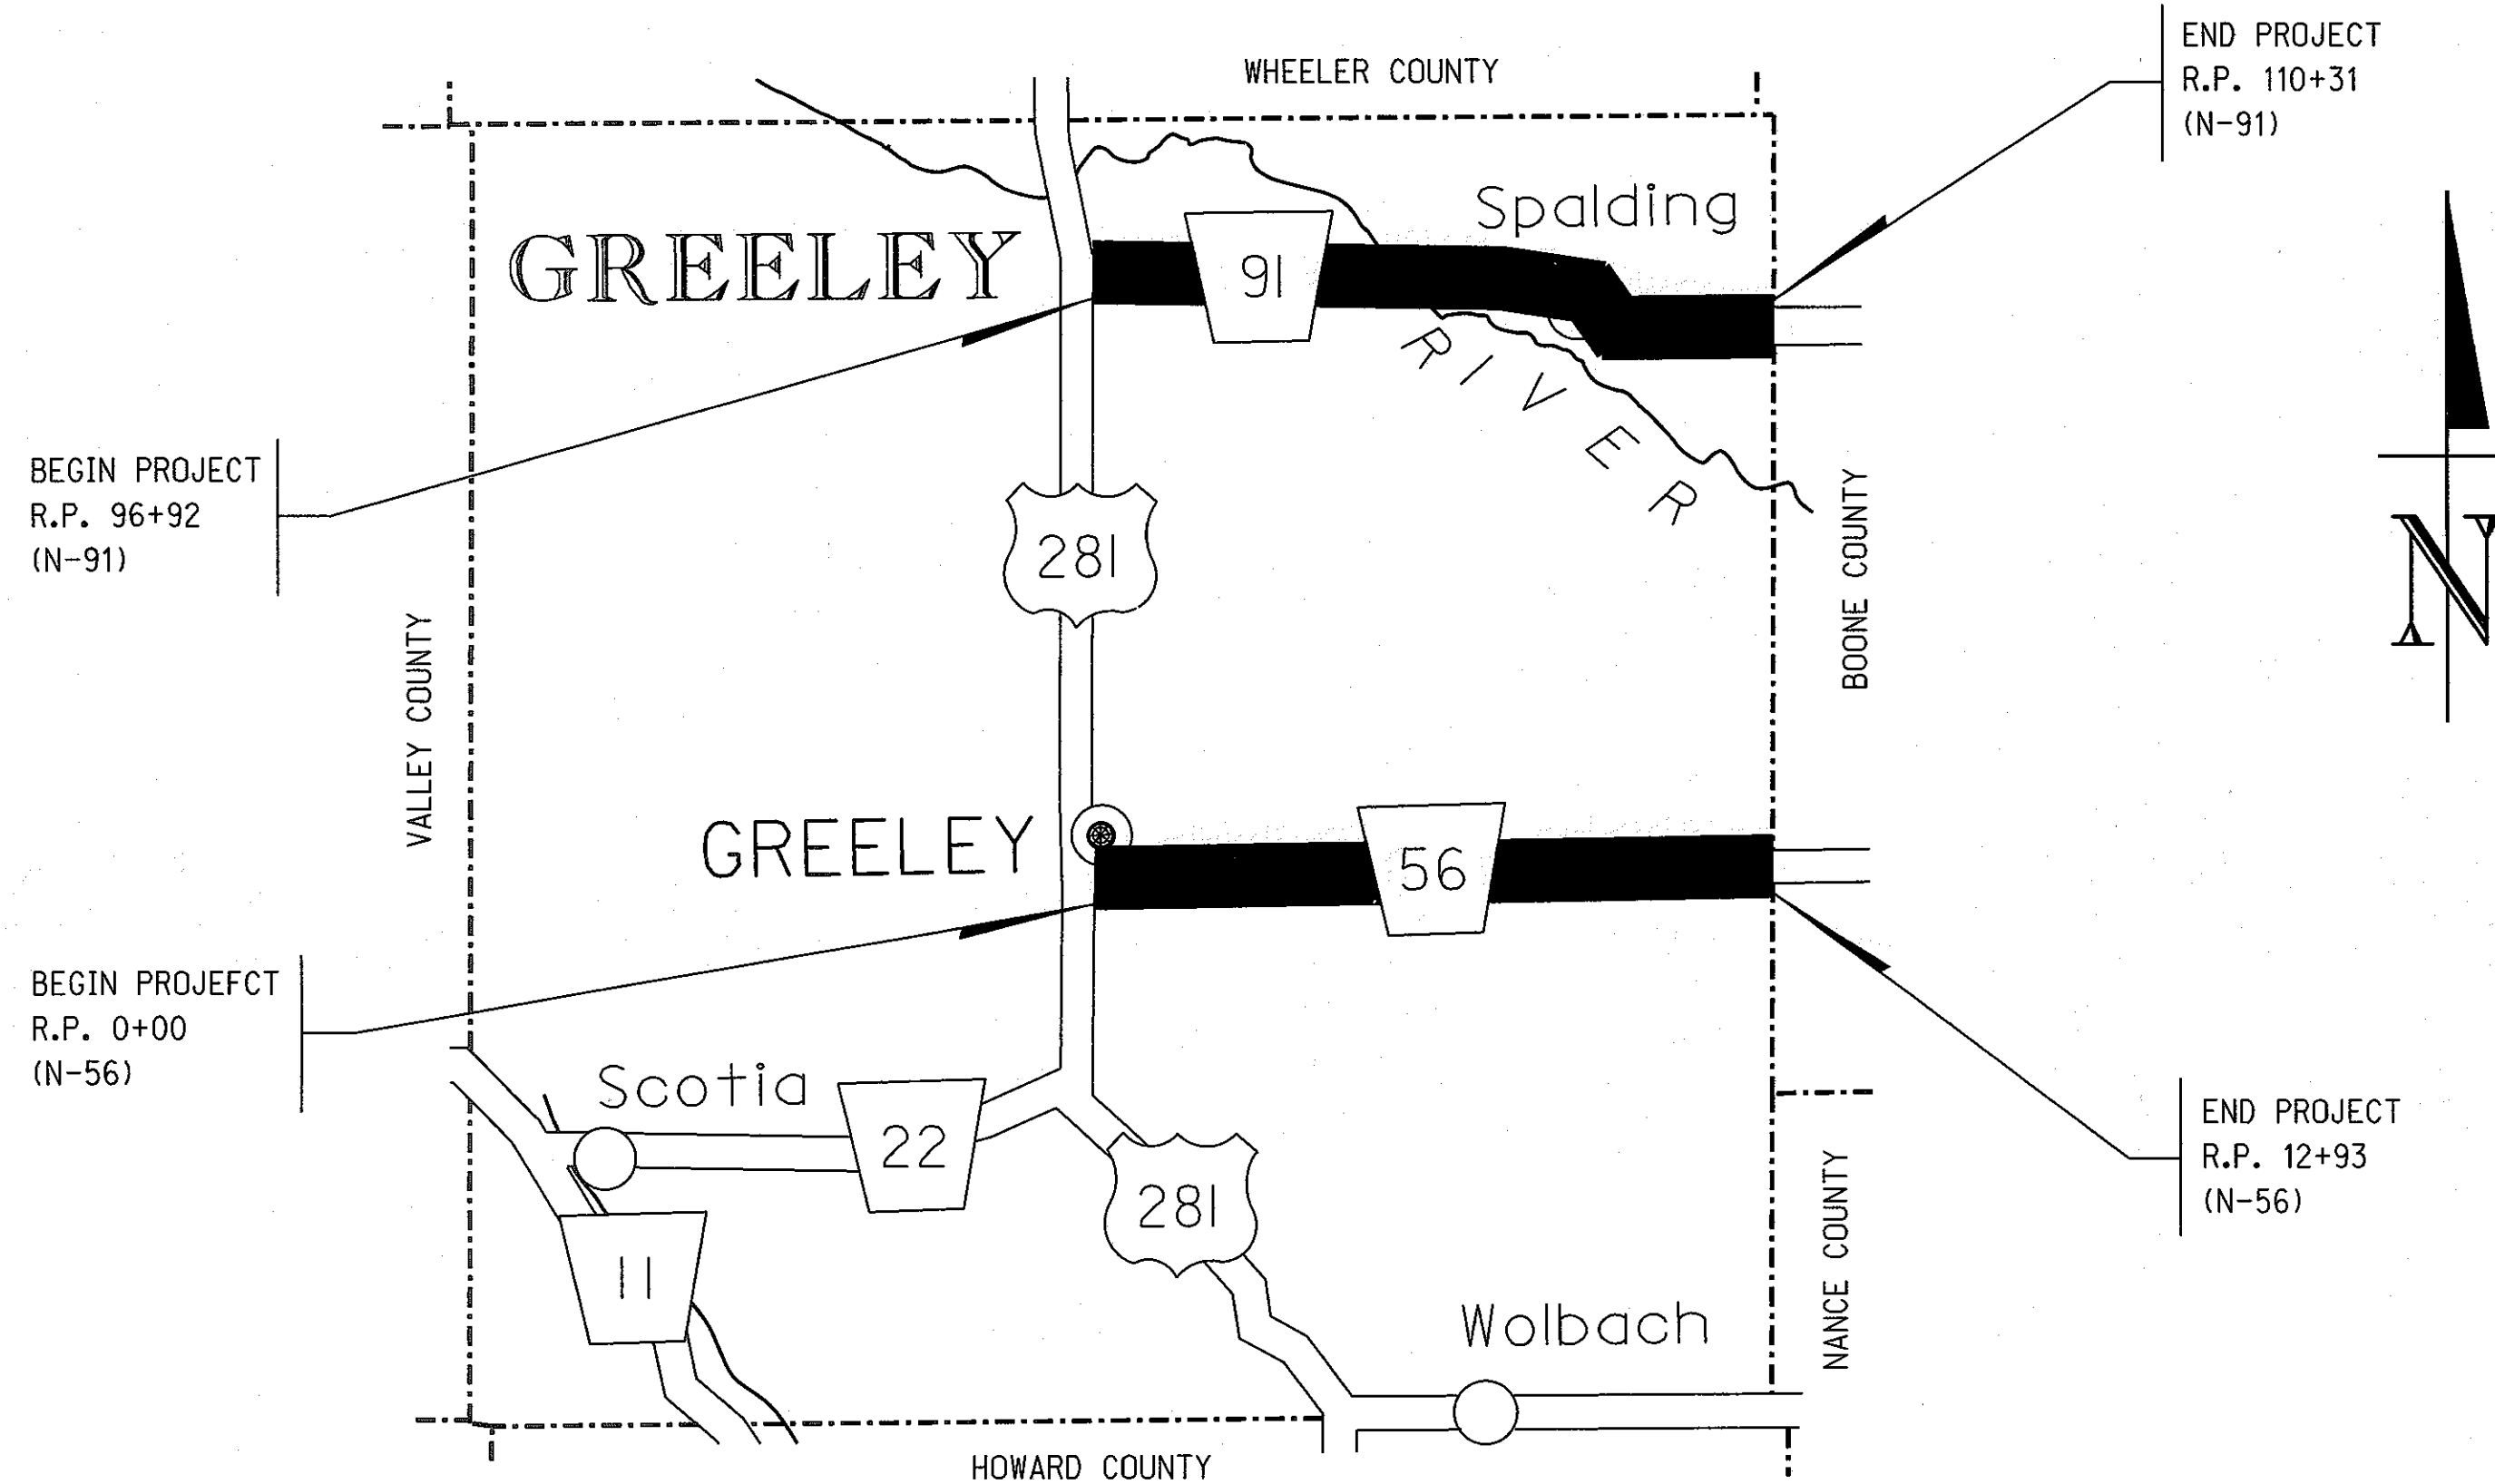 END PROJECT
R.P. 110+31
(N-91)
WHEELER COUNTY
Spalding
GREELEY
91
RIVER
BEGIN PROJECT
R.P. 96+92
(N-91)
281
VALLEY COUNTY
BOONE COUNTY
N
GREELEY
56
BEGIN PROJEFCT
R.P. 0+00
(N-56)
Scotia
22
281
11
END PROJECT
R.P. 12+93
(N-56)
NANCE COUNTY
Wolbach
HOWARD COUNTY